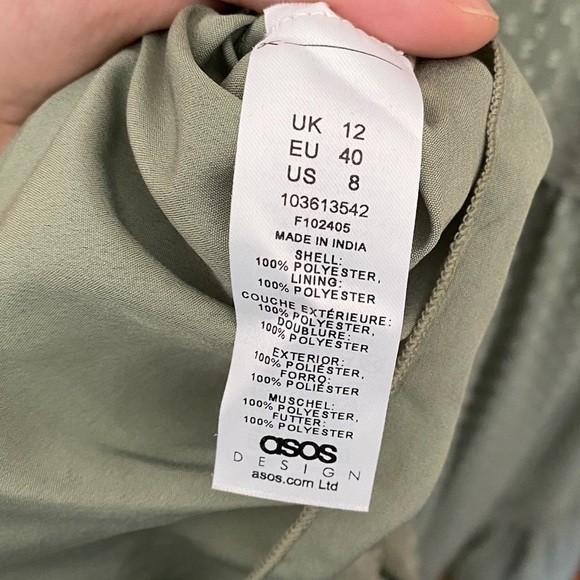 UK 12
EU 40
US 8
103613542
F102405
MADE IN INDIA
SHELL:
100% POLYESTER,
LINING:
100% POLYESTER
COUCHE EXTÉRIEURE:
100% POLYESTER,
DOUBLURE:
100% POLYESTER
EXTERIOR:
100% POLIÉSTER,
FORRO:
100% POLIÉSTER
MUSCHEL:
100% POLYESTER,
FUTTER:
100% POLYESTER
asos
DESIGN
asos.com Ltd